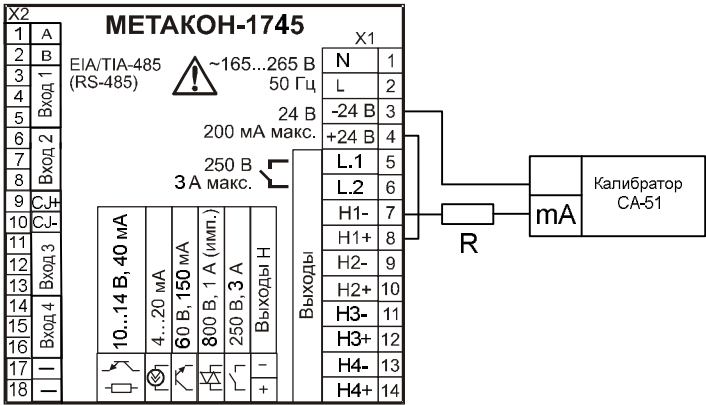 X2
МЕТАКОН-1745
X1
1 A
2 B
3
4
5
Вход 1
6
7
8
Вход 2
9 CJ+
10 CJ-
11
12
13
Вход 3
14
15
16
Вход 4
17 —
18 —
EIA/TIA-485
(RS-485)
~165...265 В
50 Гц
24 В
200 мА макс.
250 В
3 А макс.
N 1
L 2
-24 В 3
+24 В 4
L.1 5
L.2 6
H1- 7
H1+ 8
H2- 9
H2+ 10
H3- 11
H3+ 12
H4- 13
H4+ 14
Выходы
10...14 В, 40 мА
4...20 мА
60 В, 150 мА
800 В, 1 А (имп.)
250 В, 3 А
Выходы Н
+ −
R
mA
Калибратор
СА-51